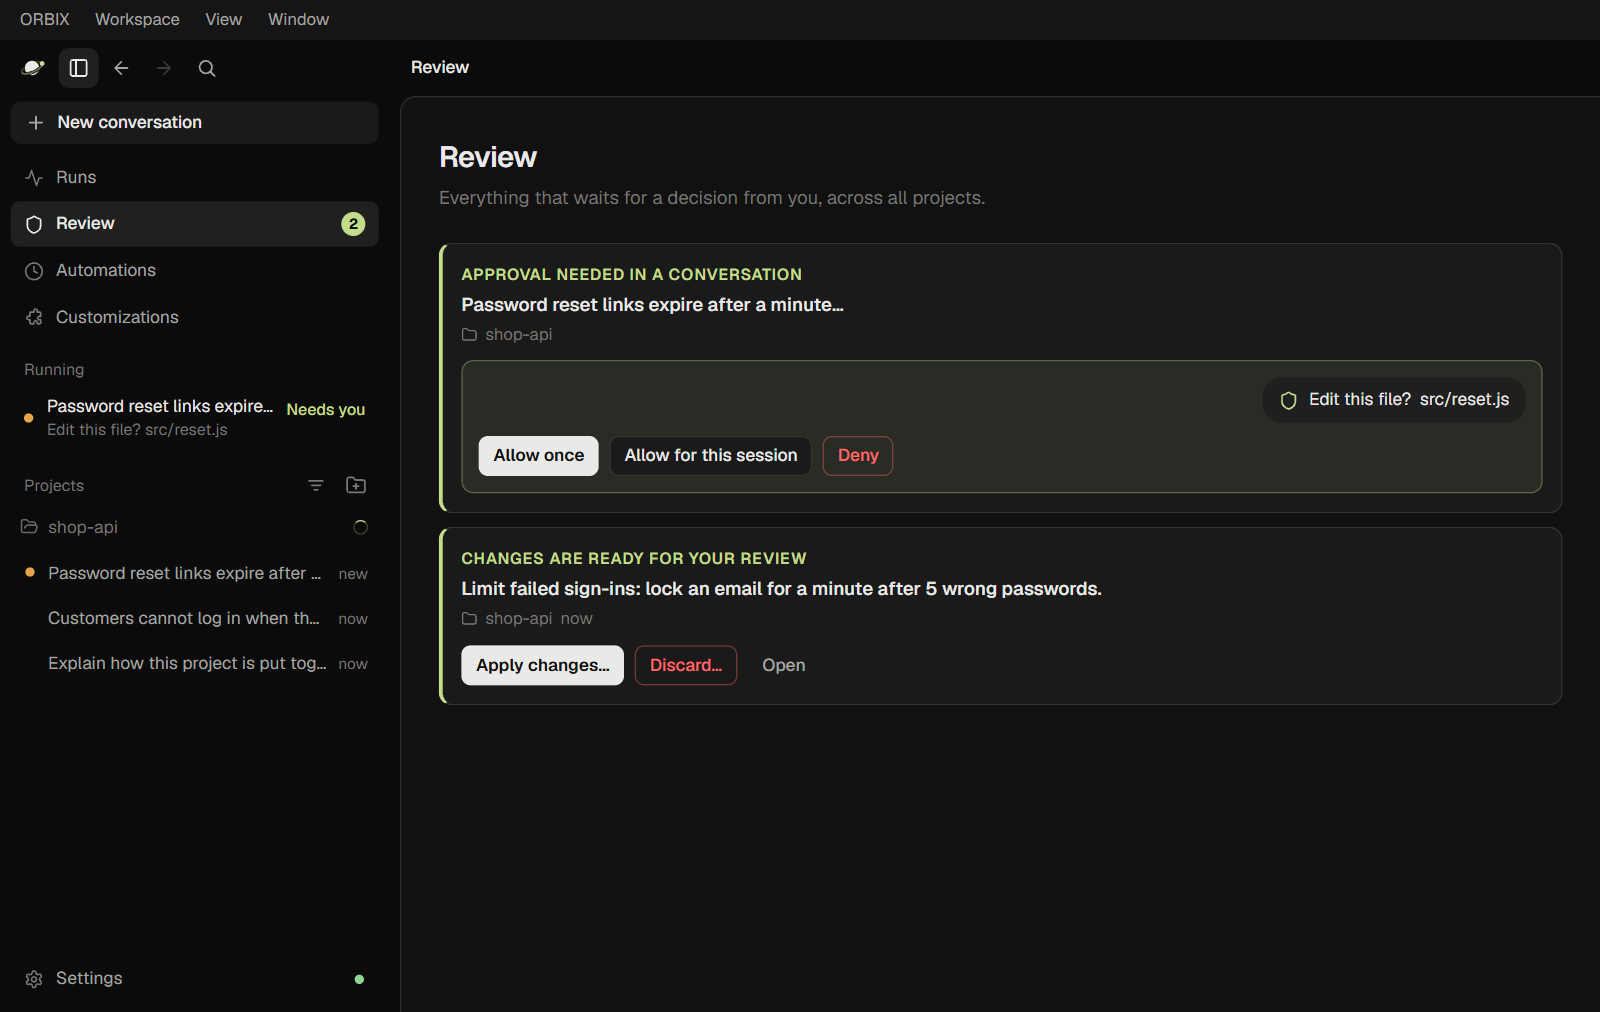 ORBIX Workspace View Window
Review
New conversation
Runs
Review 2
Automations
Customizations
Running
Password reset links expire... Needs you
Edit this file? src/reset.js
Projects
shop-api
Password reset links expire after ... new
Customers cannot log in when th... now
Explain how this project is put tog... now
Settings
Review
Everything that waits for a decision from you, across all projects.
APPROVAL NEEDED IN A CONVERSATION
Password reset links expire after a minute...
shop-api
Edit this file? src/reset.js
Allow once Allow for this session Deny
CHANGES ARE READY FOR YOUR REVIEW
Limit failed sign-ins: lock an email for a minute after 5 wrong passwords.
shop-api now
Apply changes... Discard... Open